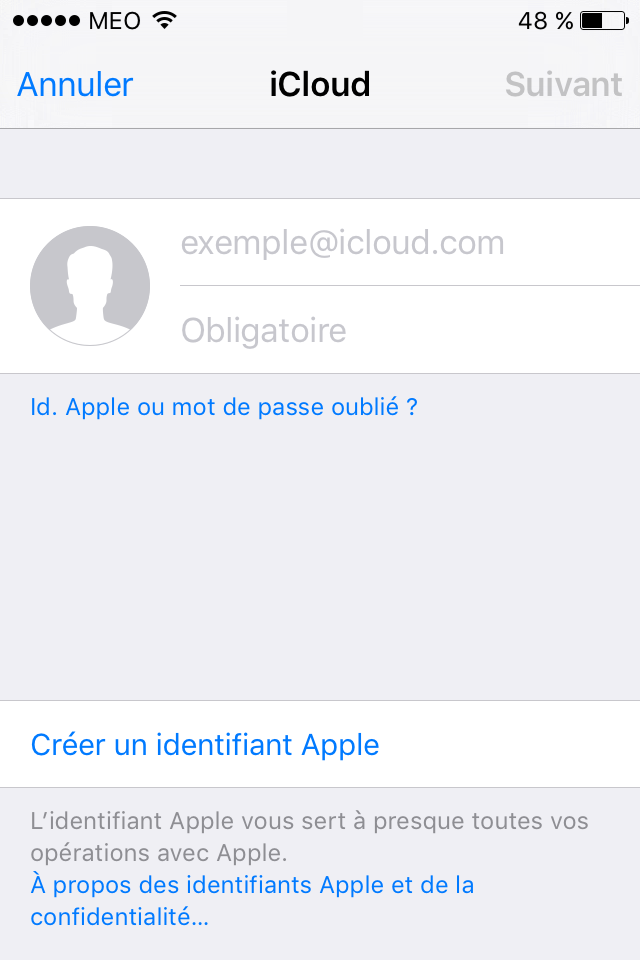 MEO 48 %
Annuler iCloud Suivant
exemple@icloud.com
Obligatoire
Id. Apple ou mot de passe oublié ?
Créer un identifiant Apple
L’identifiant Apple vous sert à presque toutes vos
opérations avec Apple.
À propos des identifiants Apple et de la
confidentialité...